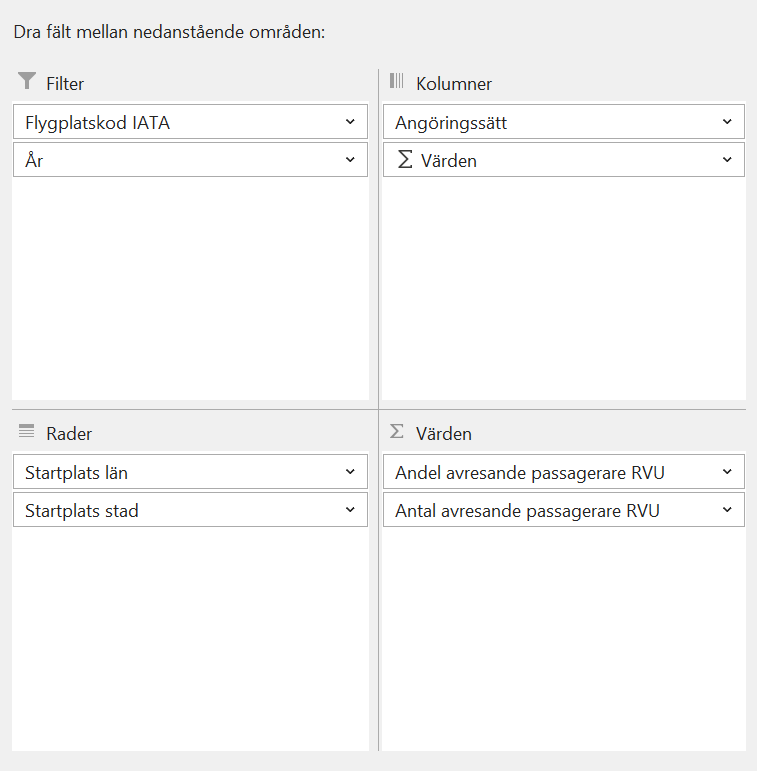 Dra fält mellan nedanstående områden:
Filter
Flygplatskod IATA
År
Kolumner
Angöringssätt
Σ Värden
Rader
Startplats län
Startplats stad
Σ Värden
Andel avresande passagerare RVU
Antal avresande passagerare RVU